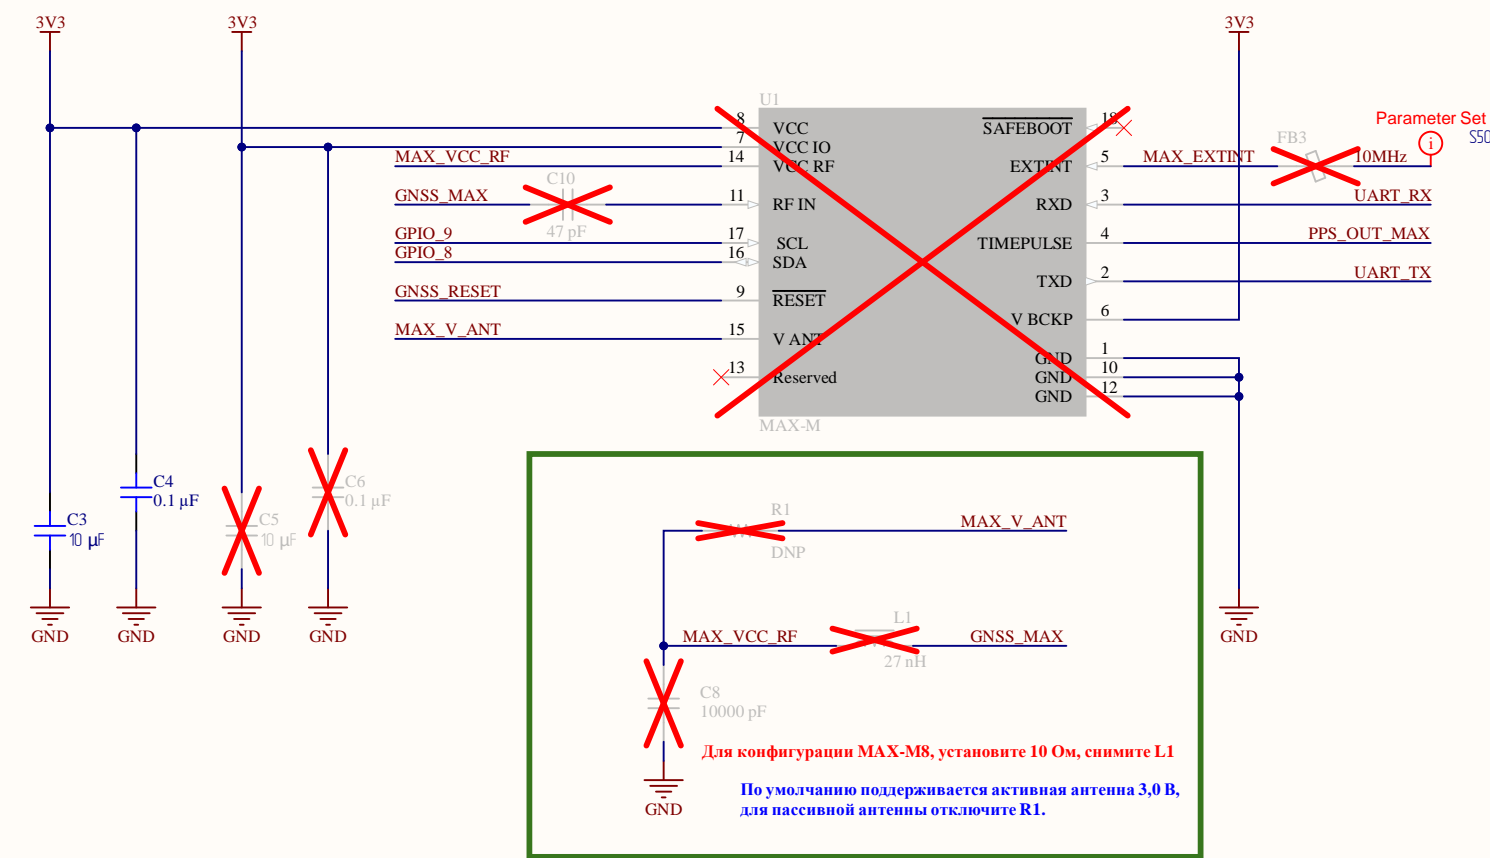 3V3
3V3
3V3
U1
8
VCC
7
VCC IO
MAX_VCC_RF
14
VCC RF
C10
GNSS_MAX
11
RF IN
47 pF
GPIO_9
17
SCL
GPIO_8
16
SDA
GNSS_RESET
9
RESET
MAX_V_ANT
15
V ANT
13
Reserved
MAX-M
SAFEBOOT
18
EXTINT
5
MAX_EXTINT
FB3
10MHz
Parameter Set
i
S50
RXD
3
UART_RX
TIMEPULSE
4
PPS_OUT_MAX
TXD
2
UART_TX
V BCKP
6
GND
1
GND
10
GND
12
C4
0.1 µF
C3
10 µF
C5
10 µF
C6
0.1 µF
GND
GND
GND
GND
GND
R1
MAX_V_ANT
DNP
L1
MAX_VCC_RF
GNSS_MAX
27 nH
C8
10000 pF
Для конфигурации MAX-M8, установите 10 Ом, снимите L1
По умолчанию поддерживается активная антенна 3,0 В,
для пассивной антенны отключите R1.
GND